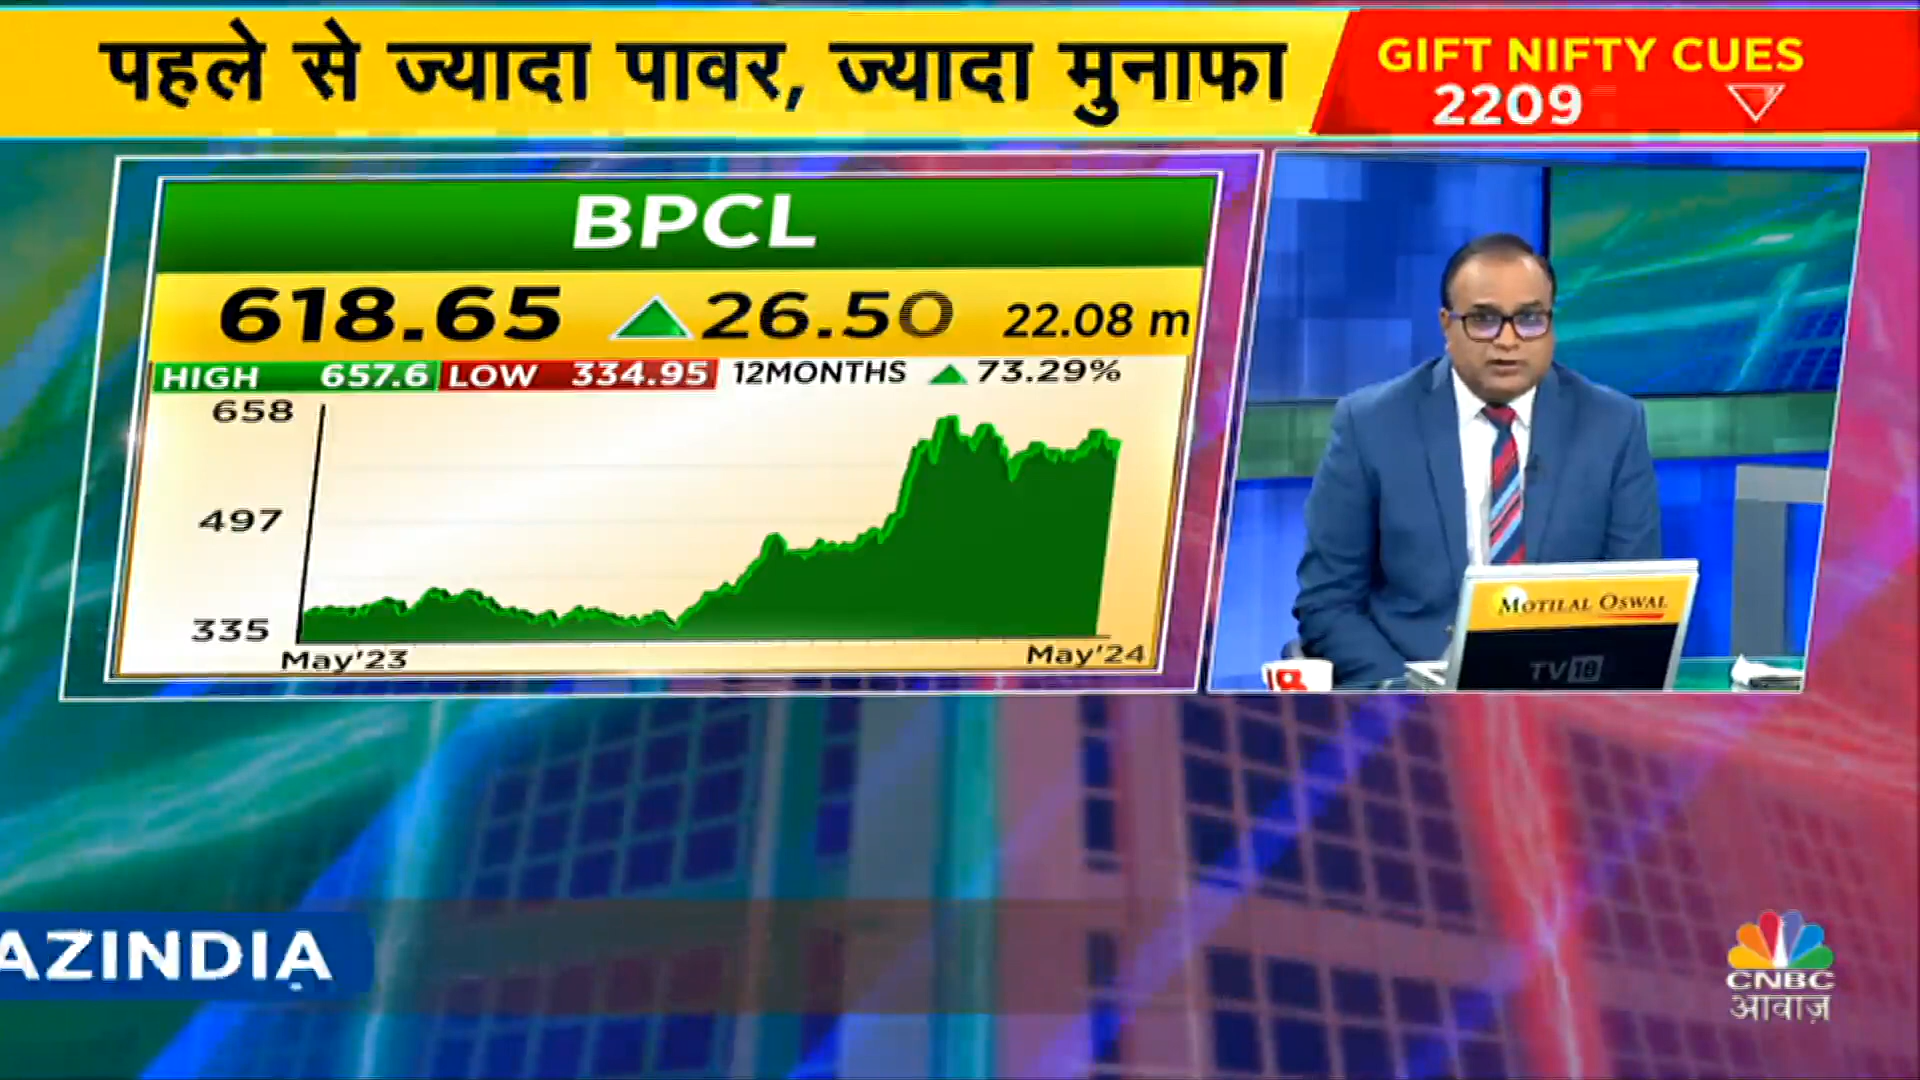 पहले से ज्यादा पावर, ज्यादा मुनाफा
GIFT NIFTY CUES
2209
BPCL
618.65 26.50 22.08 m
HIGH 657.6 LOW 334.95 12MONTHS 73.29%
658
497
335
May'23 May'24
MOTILAL OSWAL
TV18
18
AZINDIA
CNBC
आवाज़